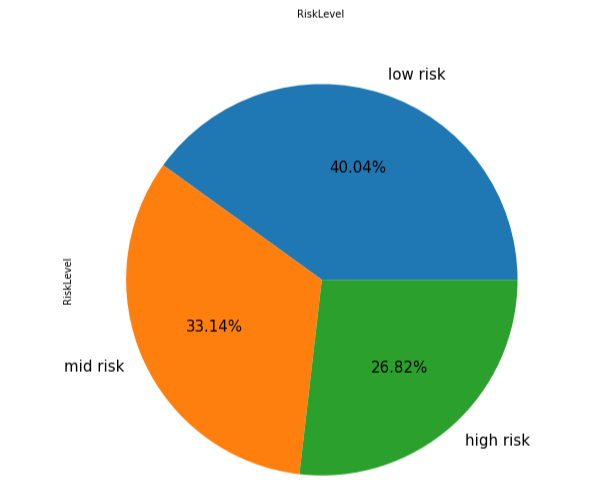 RiskLevel
low risk
40.04%
RiskLevel
33.14%
mid risk
26.82%
high risk